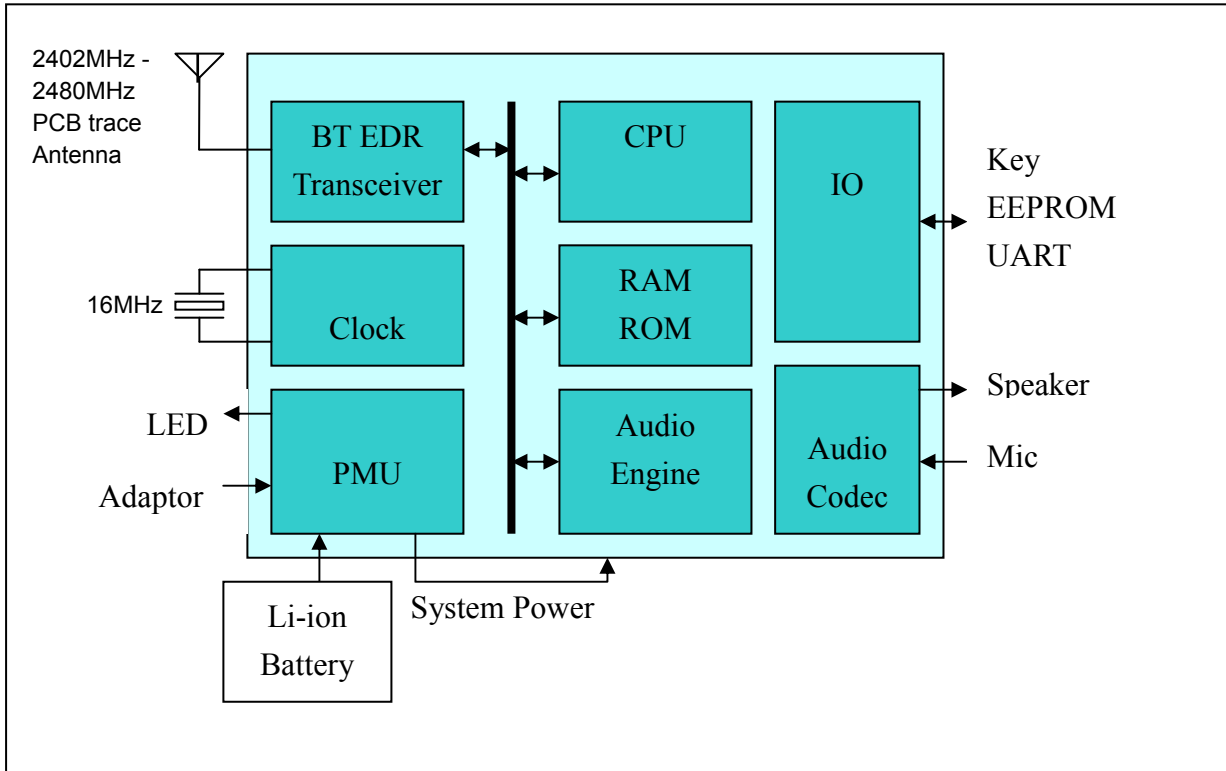 2402MHz -
2480MHz
PCB trace
Antenna
BT EDR
Transceiver
CPU
IO
Key
EEPROM
UART
16MHz
Clock
RAM
ROM
LED
Adaptor
PMU
Audio
Engine
Audio
Codec
Speaker
Mic
Li-ion
Battery
System Power